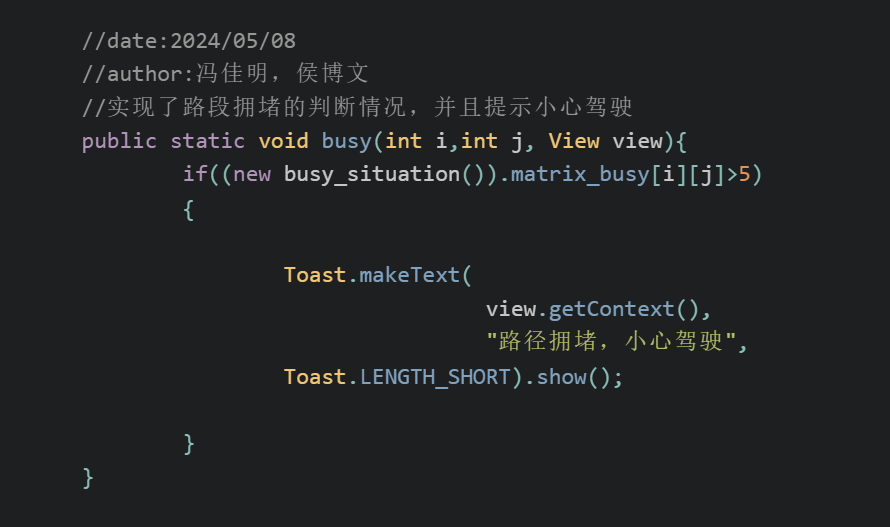 //date:2024/05/08
//author:冯佳明，侯博文
//实现了路段拥堵的判断情况，并且提示小心驾驶
public static void busy(int i,int j, View view){
if((new busy_situation()).matrix_busy[i][j]>5)
{
Toast.makeText(
view.getContext(),
"路径拥堵，小心驾驶",
Toast.LENGTH_SHORT).show();
}
}